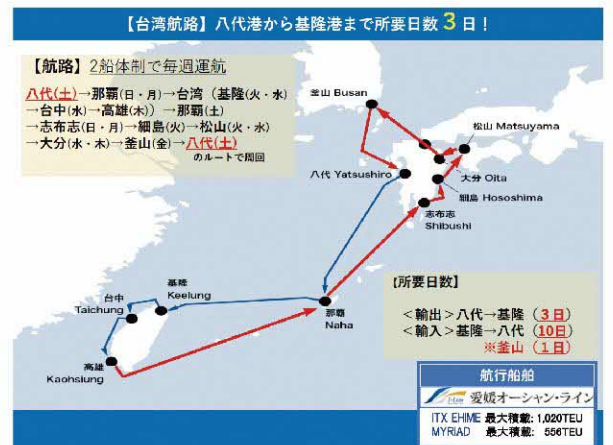 【台湾航路】八代港から基隆港まで所要日数3日!
【航路】2船体制で毎週運航
八代(土)→那覇(日・月)→台湾(基隆(火・水)
→台中(水)→高雄(木))→那覇(土)
→志布志(日・月)→細島(火)→松山(火・水)
→大分(水・木)→釜山(金)→八代(土)
のルートで周回
釜山 Busan
松山 Matsuyama
八代 Yatsushiro
大分 Oita
細島 Hososhima
志布志
Shibushi
基隆
Keelung
台中
Taichung
那覇
Naha
高雄
Kaohsiung
【所要日数】
<輸出>八代→基隆(3日)
<輸入>基隆→八代(10日)
※釜山(1日)
航行船舶
愛媛オーシャン・ライン
ITX EHIME 最大積載: 1,020TEU
MYRIAD 最大積載: 556TEU